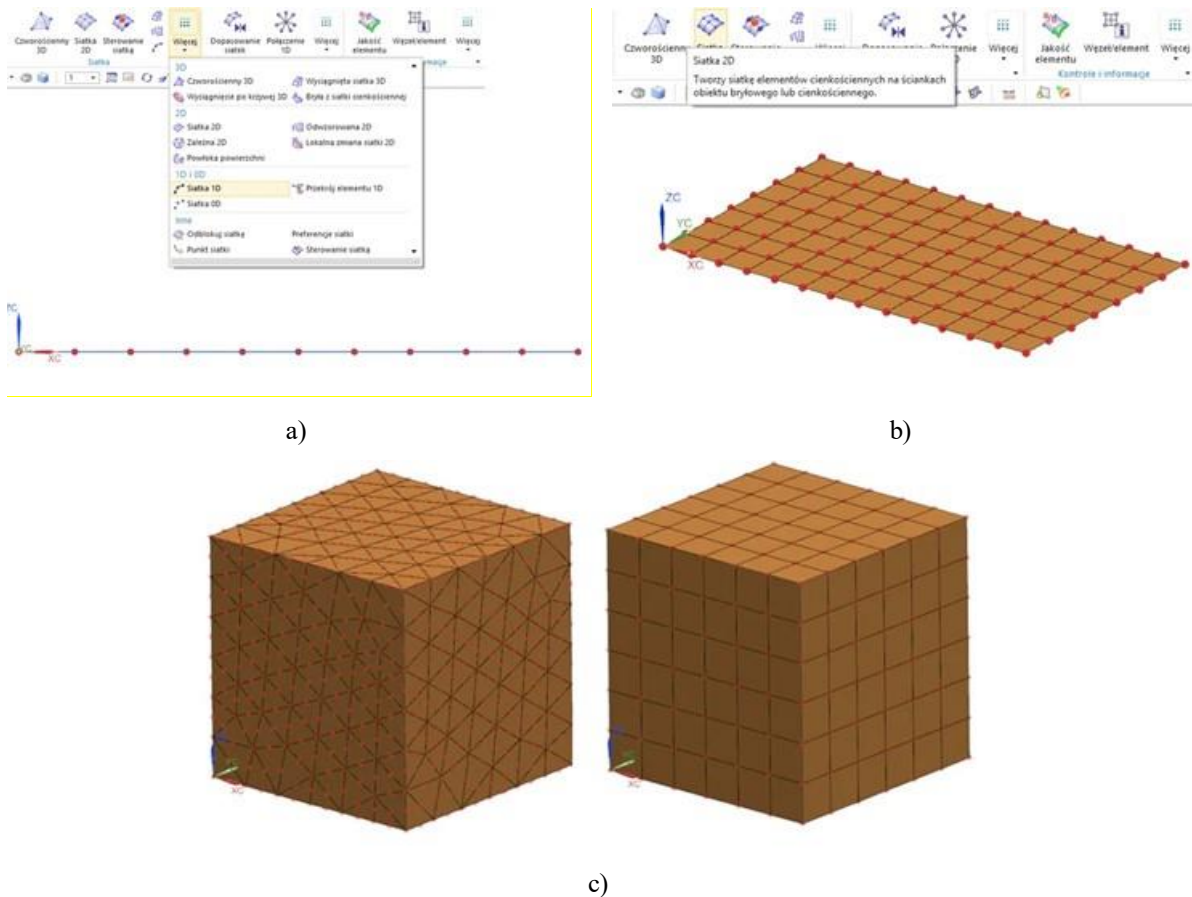 Czworościenny 3D
Siatka 2D
Sterowanie siatką
Więcej
Dopasowanie siatek
Połączenie 1D
Więcej
Jakość elementu
Węzeł/element
Więcej
Siatka
1
3D
Czworościenny 3D
Wyciągnięta siatka 3D
Wyciągnięcie po krzywej 3D
Bryła z siatki cienkościennej
2D
Siatka 2D
Odwzorowana 2D
Zależna 2D
Lokalna zmiana siatki 2D
Powłoka powierzchni
1D i 0D
Siatka 1D
Przekrój elementu 1D
Siatka 0D
Inne
Odblokuj siatkę
Preferencje siatki
Punkt siatki
Sterowanie siatką
ZC
YC
XC
a)
Czworościenny 3D
Więcej
Jakość elementu
Węzeł/element
Więcej
Siatka 2D
Tworzy siatkę elementów cienkościennych na ściankach
obiektu bryłowego lub cienkościennego.
Kontrole i informacje
ZC
YC
XC
b)
XC
XC
c)